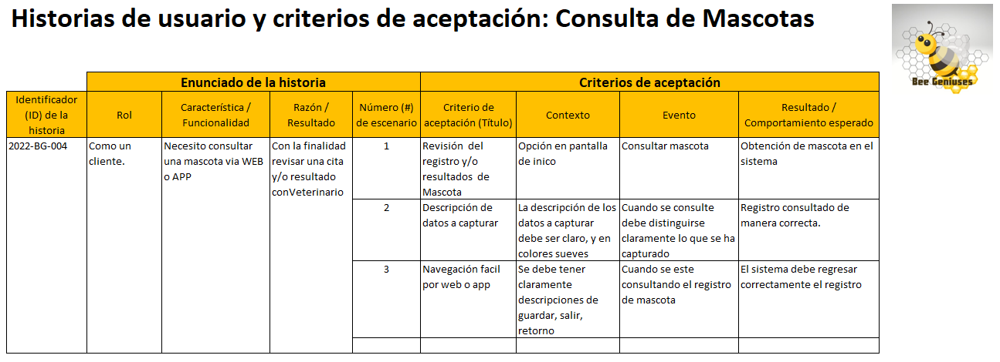 Historias de usuario y criterios de aceptación: Consulta de Mascotas
Bee Geniuses
Enunciado de la historia
Criterios de aceptación
Identificador
(ID) de la
historia
Rol
Característica /
Funcionalidad
Razón /
Resultado
Número (#)
de escenario
Criterio de
aceptación (Título)
Contexto
Evento
Resultado /
Comportamiento esperado
2022-BG-004
Como un
cliente.
Necesito consultar
una mascota via WEB
o APP
Con la finalidad
revisar una cita
y/o resultado
conVeterinario
1
Revisión del
registro y/o
resultados de
Mascota
Opción en pantalla
de inico
Consultar mascota
Obtención de mascota en el
sistema
2
Descripción de
datos a capturar
La descripción de los
datos a capturar
debe ser claro, y en
colores sueves
Cuando se consulte
debe distinguirse
claramente lo que se ha
capturado
Registro consultado de
manera correcta.
3
Navegación facil
por web o app
Se debe tener
claramente
descripciones de
guardar, salir,
retorno
Cuando se este
consultando el registro
de mascota
El sistema debe regresar
correctamente el registro